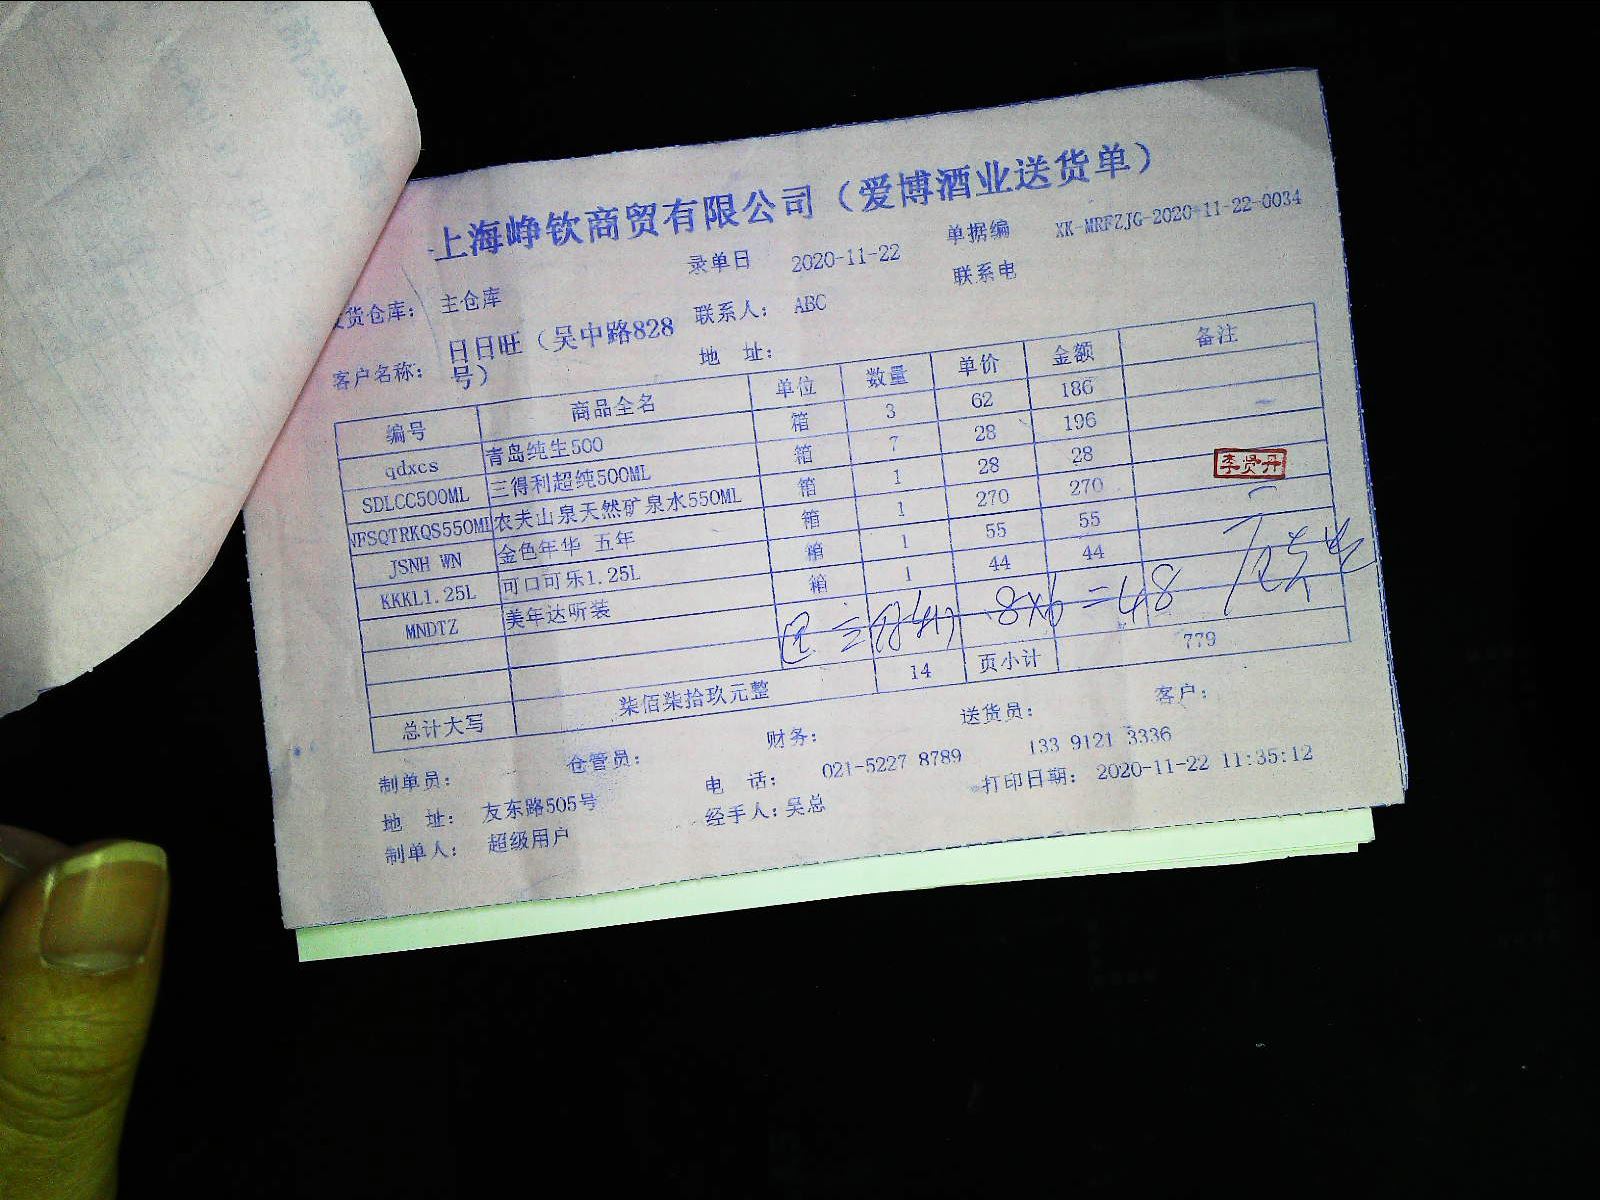 上海峥钦商贸有限公司（爱博酒业送货单）
录单日 2020-11-22 单据编 XK-MRFZJG-2020-11-22-0034
货仓库： 主仓库 联系人： ABC 联系电
客户名称： 日日旺（吴中路828号） 地 址：
编号 商品全名 单位 数量 单价 金额 备注
qdxcs 青岛纯生500 箱 3 62 186
SDLCC500ML 三得利超纯500ML 箱 7 28 196
NFSQTRKQS550ML 农夫山泉天然矿泉水550ML 箱 1 28 28
JSNH WN 金色年华 五年 箱 1 270 270
KKKL1.25L 可口可乐1.25L 箱 1 55 55
MNDTZ 美年达听装 箱 1 44 44
李贤丹
8×6=48
总计大写 柒佰柒拾玖元整 14 页小计 779
制单员： 仓管员： 财务： 送货员： 客户：
地 址： 友东路505号 电 话： 021-5227 8789 133 9121 3336
制单人： 超级用户 经手人：吴总 打印日期： 2020-11-22 11:35:12